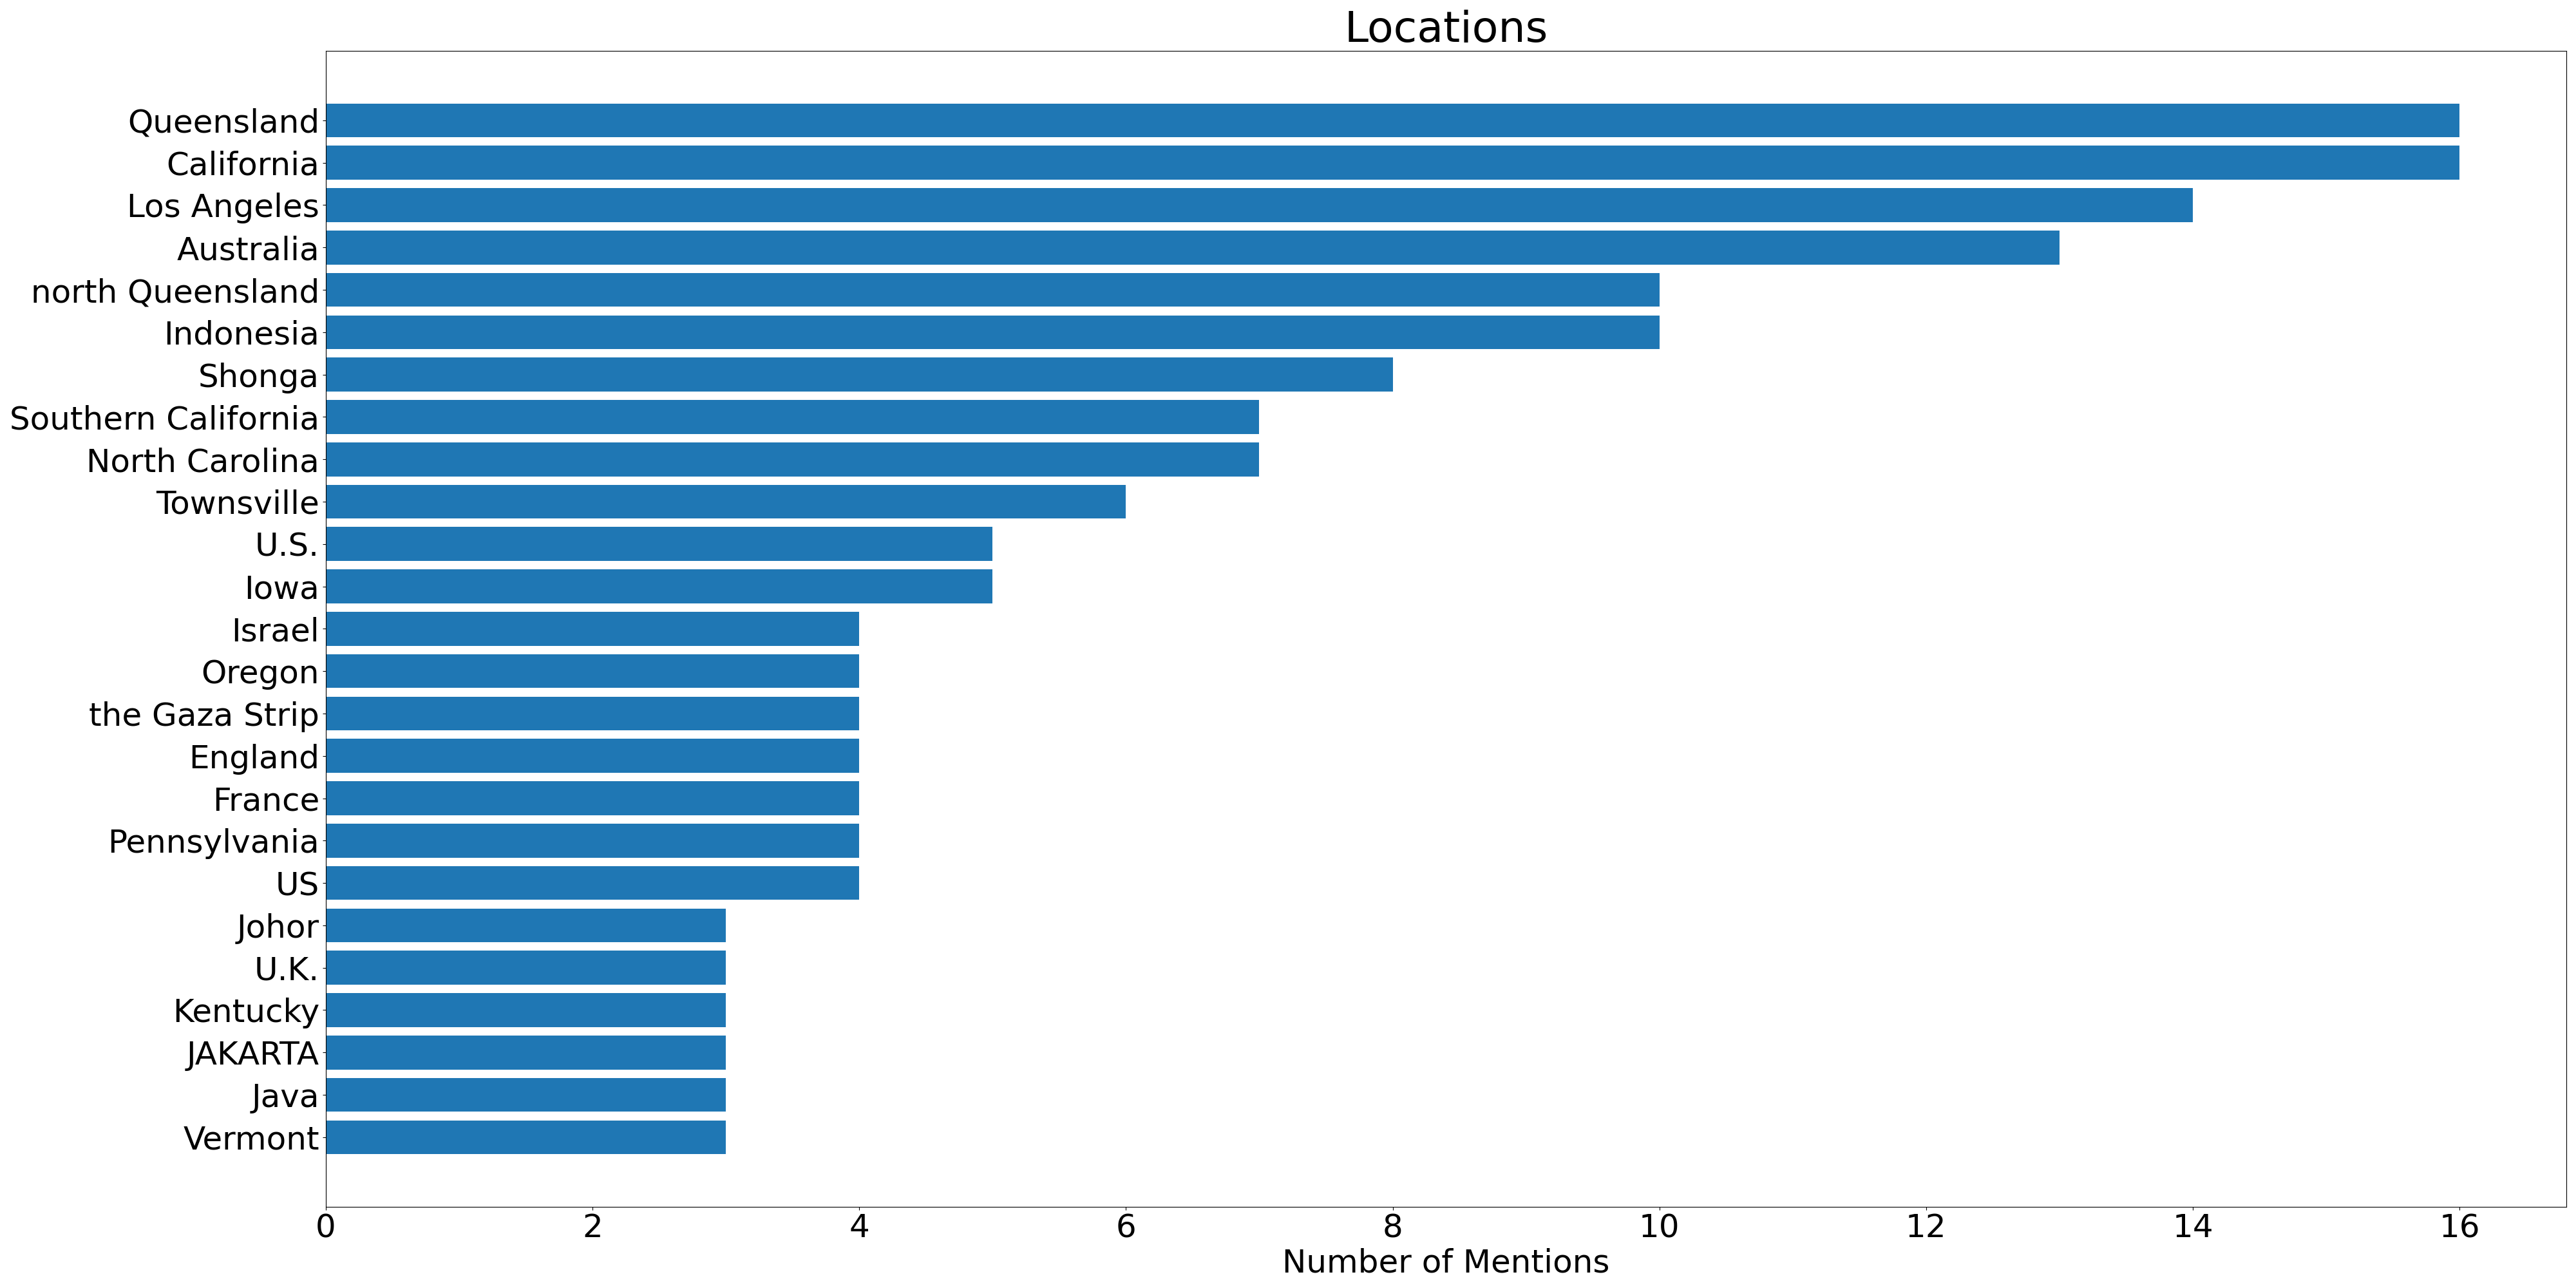 Locations
Queensland
California
Los Angeles
Australia
north Queensland
Indonesia
Shonga
Southern California
North Carolina
Townsville
U.S.
Iowa
Israel
Oregon
the Gaza Strip
England
France
Pennsylvania
US
Johor
U.K.
Kentucky
JAKARTA
Java
Vermont
0 2 4 6 8 10 12 14 16
Number of Mentions